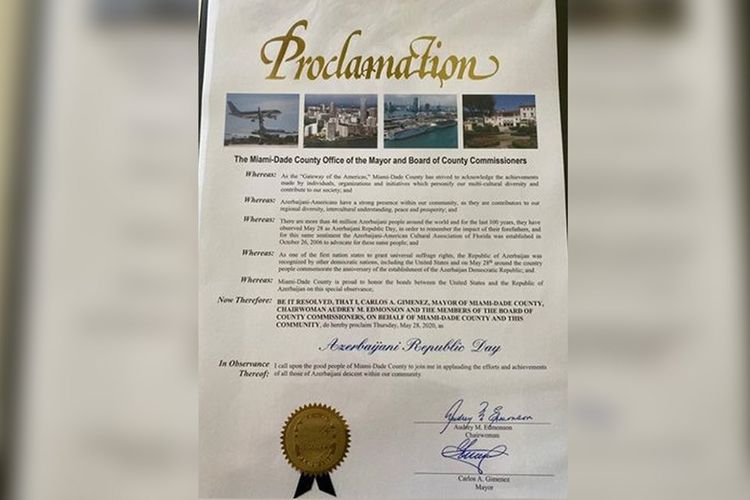 Proclamation
The Miami-Dade County Office of the Mayor and Board of County Commissioners
Whereas: As the "Gateway of the Americas," Miami-Dade County has strived to acknowledge the achievements
made by individuals, organizations and initiatives which personify our multi-cultural diversity and
contribute to our society; and
Whereas: Azerbaijani-Americans have a strong presence within our community, as they are contributors to our
regional diversity, intercultural understanding, peace and prosperity; and
Whereas: There are more than 46 million Azerbaijani people around the world and for the last 100 years, they have
observed May 28 as Azerbaijani Republic Day, in order to remember the impact of their forefathers, and
for this same sentiment the Azerbaijani-American Cultural Association of Florida was established in
October 26, 2006 to advocate for these same people; and
Whereas: As one of the first nation states to grant universal suffrage rights, the Republic of Azerbaijan was
recognized by other democratic nations, including the United States and on May 28th around the country
people commemorate the anniversary of the establishment of the Azerbaijan Democratic Republic; and
Whereas: Miami-Dade County is proud to honor the bonds between the United States and the Republic of
Azerbaijan on this special observance;
Now Therefore: BE IT RESOLVED, THAT I, CARLOS A. GIMENEZ, MAYOR OF MIAMI-DADE COUNTY,
CHAIRWOMAN AUDREY M. EDMONSON AND THE MEMBERS OF THE BOARD OF
COUNTY COMMISSIONERS, ON BEHALF OF MIAMI-DADE COUNTY AND THIS
COMMUNITY, do hereby proclaim Thursday, May 28, 2020, as
Azerbaijani Republic Day
In Observance Thereof: I call upon the good people of Miami-Dade County to join me in applauding the efforts and achievements
of all those of Azerbaijani descent within our community.
Audrey M. Edmonson
Audrey M. Edmonson
Chairwoman
Carlos A. Gimenez
Mayor